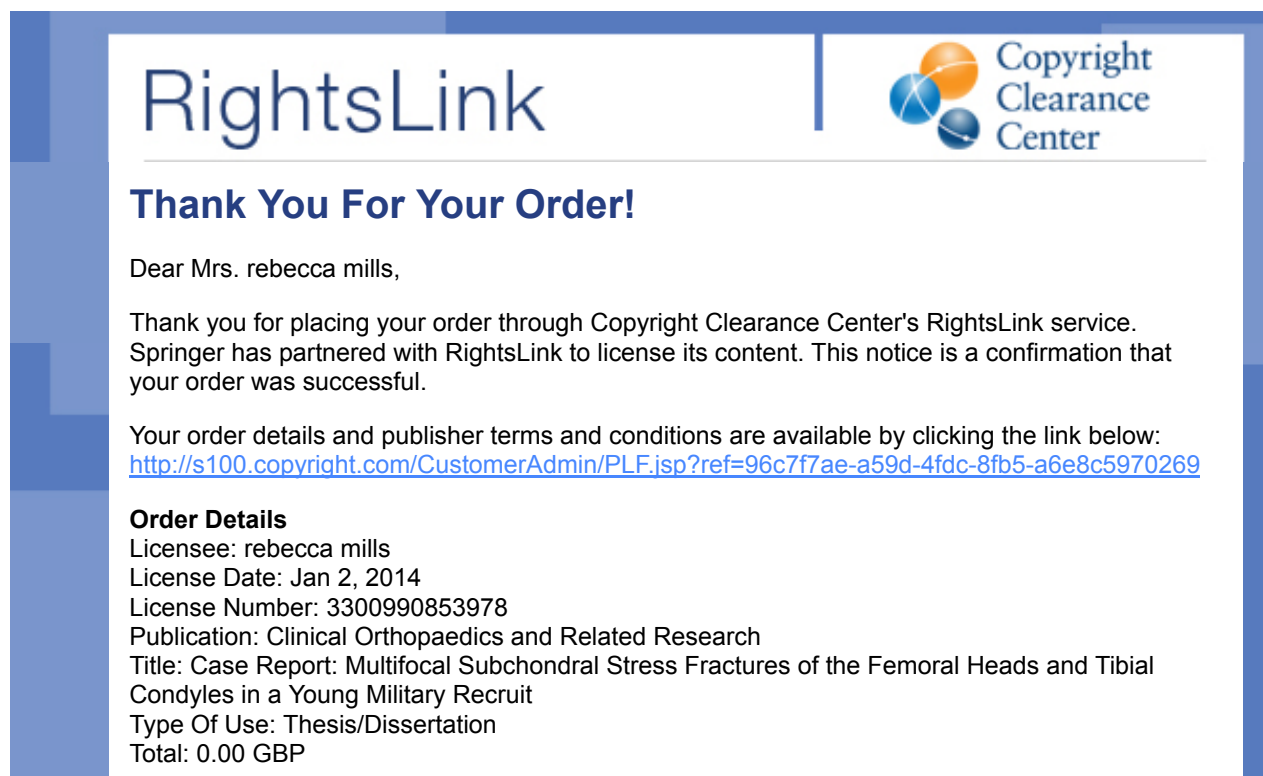 RightsLink
Copyright
Clearance
Center
Thank You For Your Order!
Dear Mrs. rebecca mills,
Thank you for placing your order through Copyright Clearance Center's RightsLink service.
Springer has partnered with RightsLink to license its content. This notice is a confirmation that
your order was successful.
Your order details and publisher terms and conditions are available by clicking the link below:
http://s100.copyright.com/CustomerAdmin/PLF.jsp?ref=96c7f7ae-a59d-4fdc-8fb5-a6e8c5970269
Order Details
Licensee: rebecca mills
License Date: Jan 2, 2014
License Number: 3300990853978
Publication: Clinical Orthopaedics and Related Research
Title: Case Report: Multifocal Subchondral Stress Fractures of the Femoral Heads and Tibial
Condyles in a Young Military Recruit
Type Of Use: Thesis/Dissertation
Total: 0.00 GBP